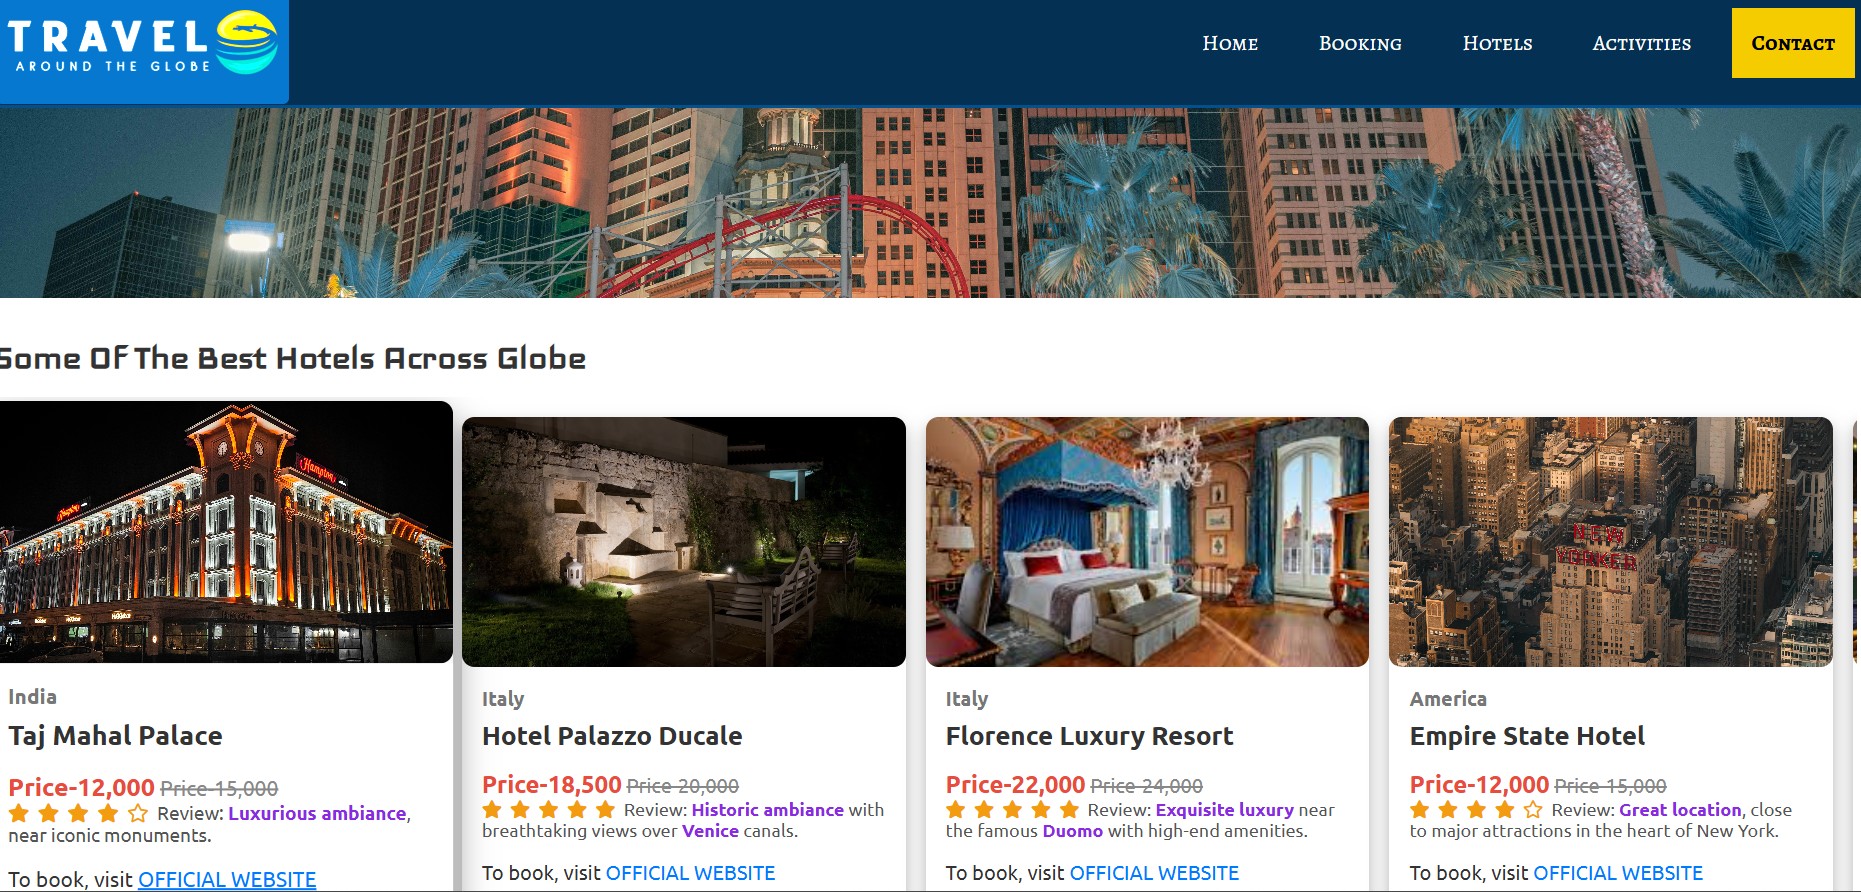 TRAVEL
AROUND THE GLOBE
Home Booking Hotels Activities Contact
Some Of The Best Hotels Across Globe
Hampton
Hampton
NEW
YORKER
India
Taj Mahal Palace
Price-12,000 Price-15,000
Review: Luxurious ambiance,
near iconic monuments.
To book, visit OFFICIAL WEBSITE
Italy
Hotel Palazzo Ducale
Price-18,500 Price-20,000
Review: Historic ambiance with
breathtaking views over Venice canals.
To book, visit OFFICIAL WEBSITE
Italy
Florence Luxury Resort
Price-22,000 Price-24,000
Review: Exquisite luxury near
the famous Duomo with high-end amenities.
To book, visit OFFICIAL WEBSITE
America
Empire State Hotel
Price-12,000 Price-15,000
Review: Great location, close
to major attractions in the heart of New York.
To book, visit OFFICIAL WEBSITE